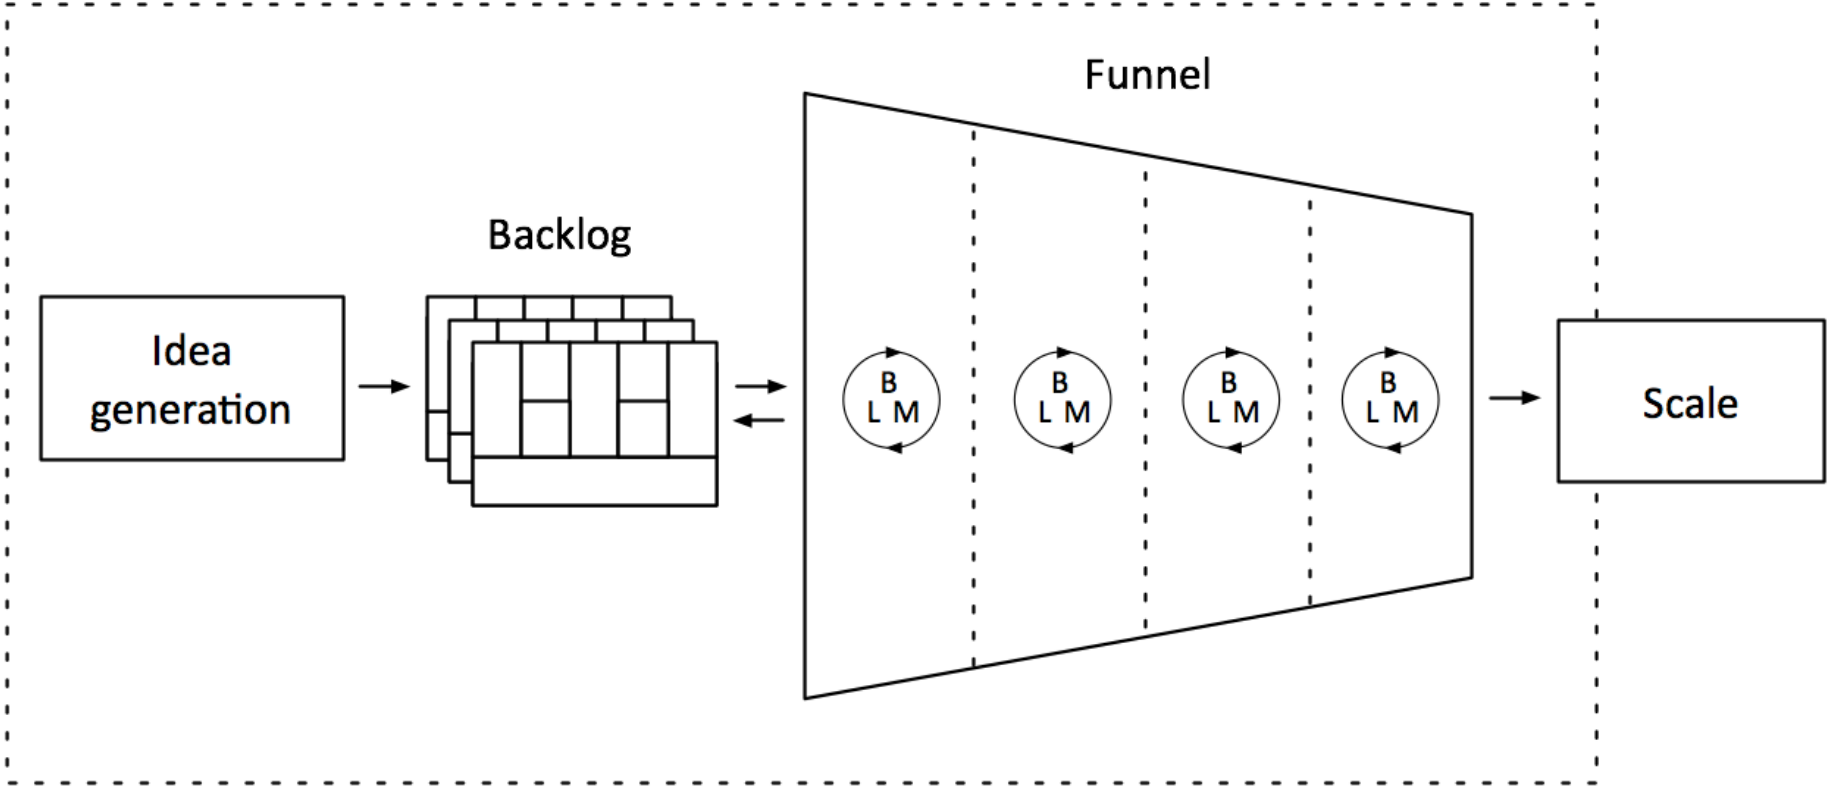 Funnel
Backlog
Idea
generation
B
L M
B
L M
B
L M
B
L M
Scale